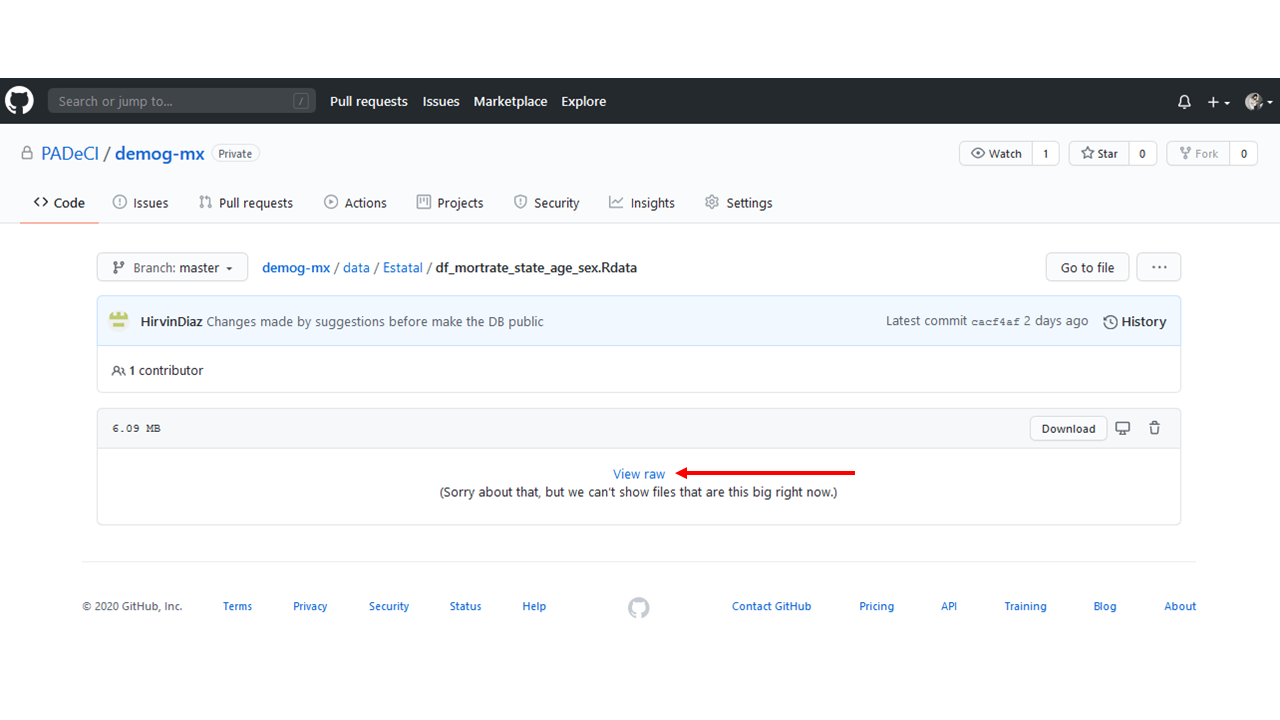 Search or jump to... / Pull requests Issues Marketplace Explore
PADeCI / demog-mx Private Watch 1 Star 0 Fork 0
Code Issues Pull requests Actions Projects Security Insights Settings
Branch: master demog-mx / data / Estatal / df_mortrate_state_age_sex.Rdata Go to file ...
HirvinDiaz Changes made by suggestions before make the DB public Latest commit cacf4af 2 days ago History
1 contributor
6.09 MB Download
View raw
(Sorry about that, but we can't show files that are this big right now.)
© 2020 GitHub, Inc. Terms Privacy Security Status Help Contact GitHub Pricing API Training Blog About